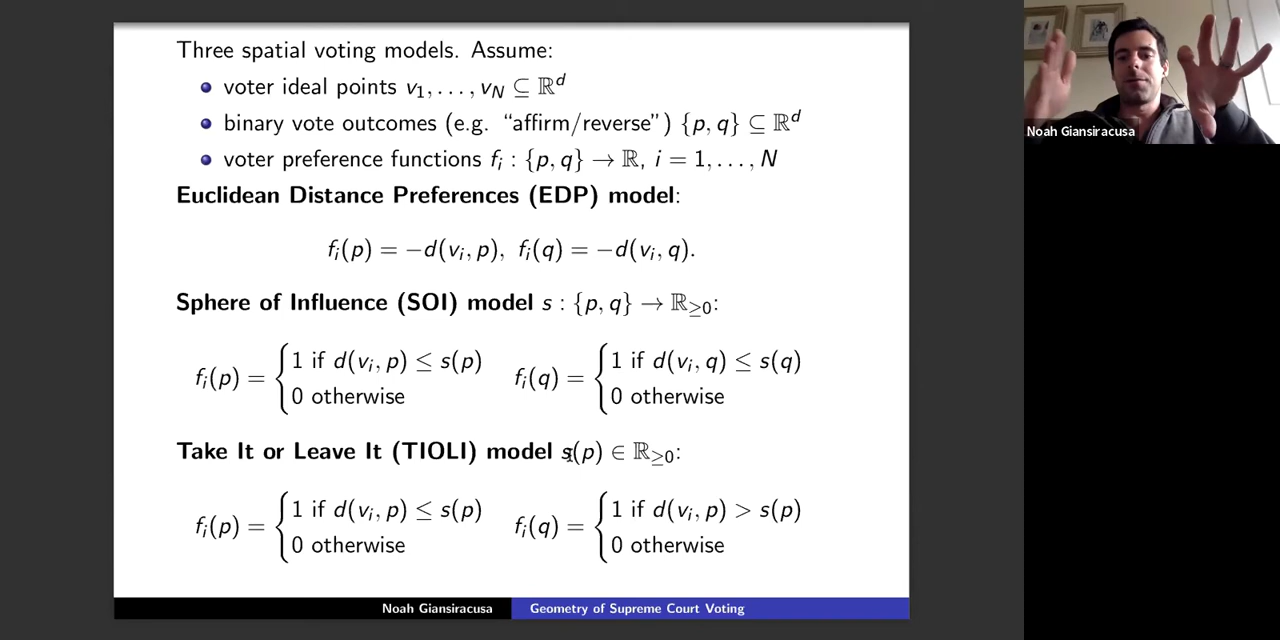 Three spatial voting models. Assume:
voter ideal points v₁, . . . , v_N ⊆ ℝᵈ
binary vote outcomes (e.g. “affirm/reverse”) {p, q} ⊆ ℝᵈ
voter preference functions fᵢ : {p, q} → ℝ, i = 1, . . . , N
Euclidean Distance Preferences (EDP) model:
fᵢ(p) = −d(vᵢ, p), fᵢ(q) = −d(vᵢ, q).
Sphere of Influence (SOI) model s : {p, q} → ℝ≥0:
fᵢ(p) = { 1 if d(vᵢ, p) ≤ s(p) fᵢ(q) = { 1 if d(vᵢ, q) ≤ s(q)
0 otherwise 0 otherwise
Take It or Leave It (TIOLI) model s(p) ∈ ℝ≥0:
fᵢ(p) = { 1 if d(vᵢ, p) ≤ s(p) fᵢ(q) = { 1 if d(vᵢ, p) > s(p)
0 otherwise 0 otherwise
Noah Giansiracusa Geometry of Supreme Court Voting
Noah Giansiracusa